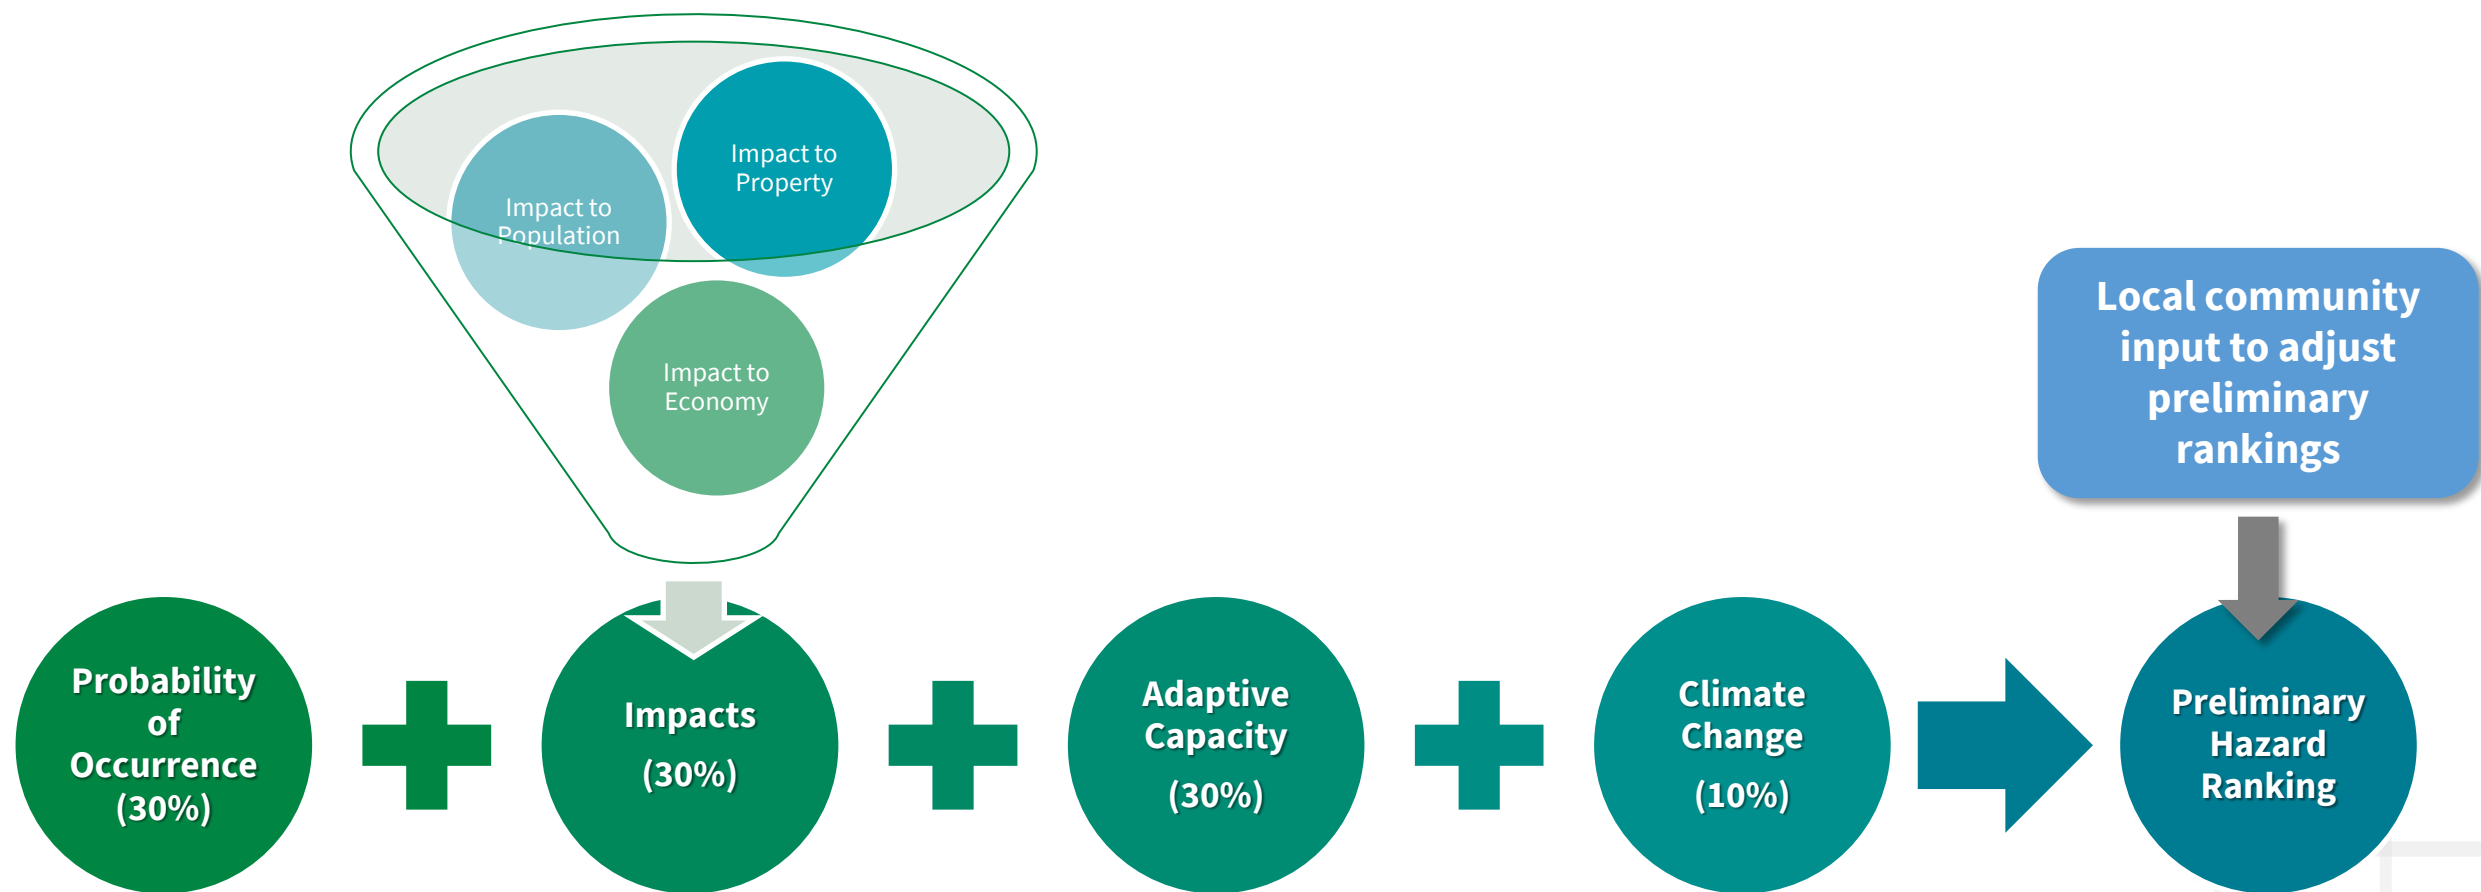 Impact to
Property
Impact to
Population
Impact to
Economy
Local community
input to adjust
preliminary
rankings
Probability
of
Occurrence
(30%)
Impacts
(30%)
Adaptive
Capacity
(30%)
Climate
Change
(10%)
Preliminary
Hazard
Ranking